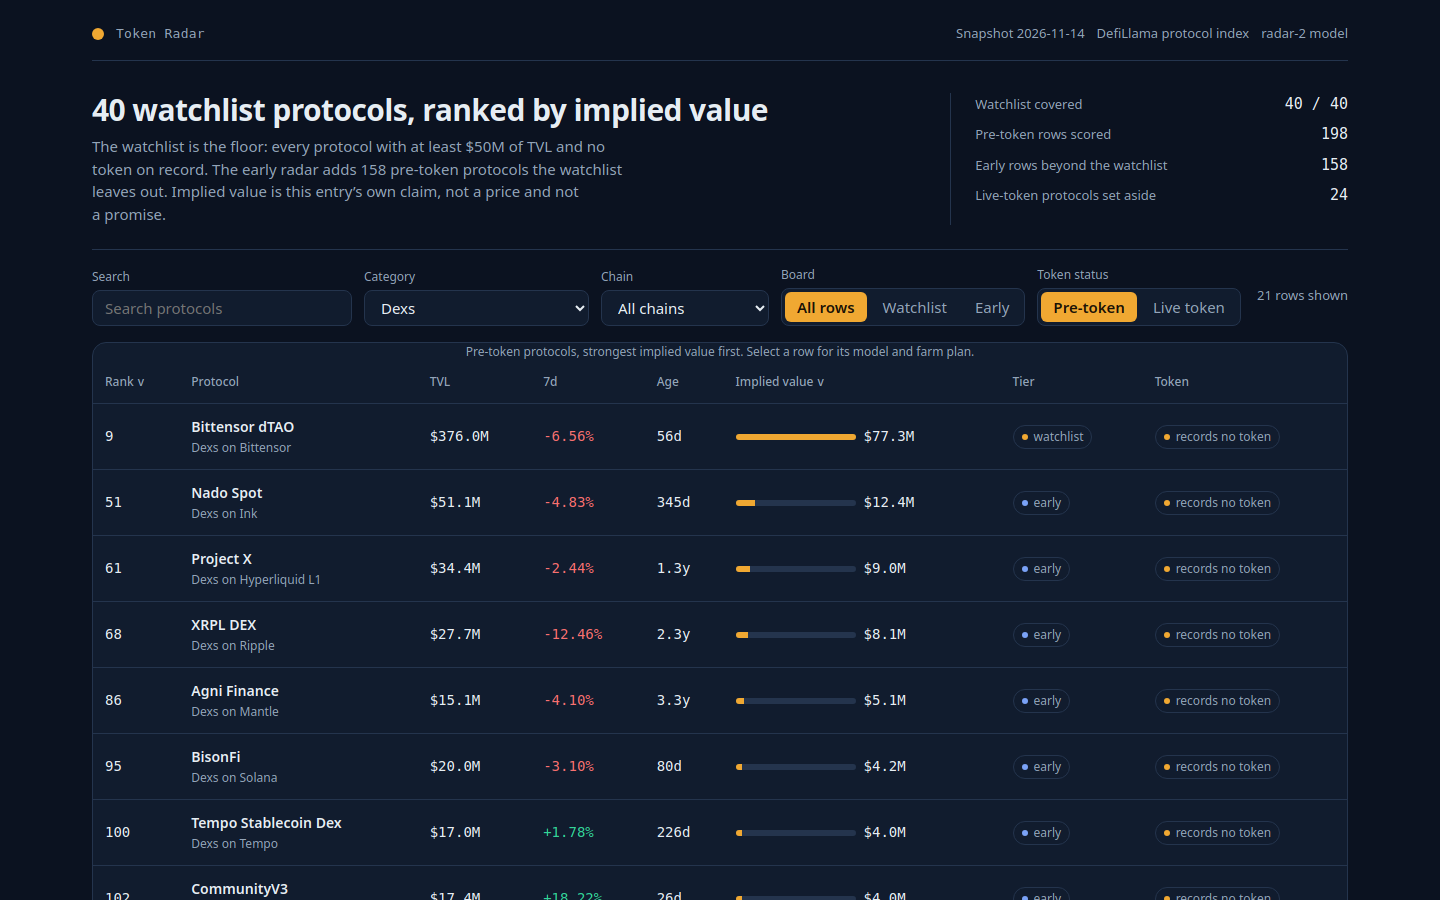 Token Radar
Snapshot 2026-11-14 DefiLlama protocol index radar-2 model
40 watchlist protocols, ranked by implied value
The watchlist is the floor: every protocol with at least $50M of TVL and no
token on record. The early radar adds 158 pre-token protocols the watchlist
leaves out. Implied value is this entry’s own claim, not a price and not
a promise.
Watchlist covered 40 / 40
Pre-token rows scored 198
Early rows beyond the watchlist 158
Live-token protocols set aside 24
Search Category Chain Board Token status
Search protocols Dexs All chains All rows Watchlist Early Pre-token Live token 21 rows shown
Pre-token protocols, strongest implied value first. Select a row for its model and farm plan.
Rank v Protocol TVL 7d Age Implied value v Tier Token
9 Bittensor dTAO $376.0M -6.56% 56d $77.3M watchlist records no token
Dexs on Bittensor
51 Nado Spot $51.1M -4.83% 345d $12.4M early records no token
Dexs on Ink
61 Project X $34.4M -2.44% 1.3y $9.0M early records no token
Dexs on Hyperliquid L1
68 XRPL DEX $27.7M -12.46% 2.3y $8.1M early records no token
Dexs on Ripple
86 Agni Finance $15.1M -4.10% 3.3y $5.1M early records no token
Dexs on Mantle
95 BisonFi $20.0M -3.10% 80d $4.2M early records no token
Dexs on Solana
100 Tempo Stablecoin Dex $17.0M +1.78% 226d $4.0M early records no token
Dexs on Tempo
102 CommunityV3 $17.4M +18.22% 26d $4.0M early records no token